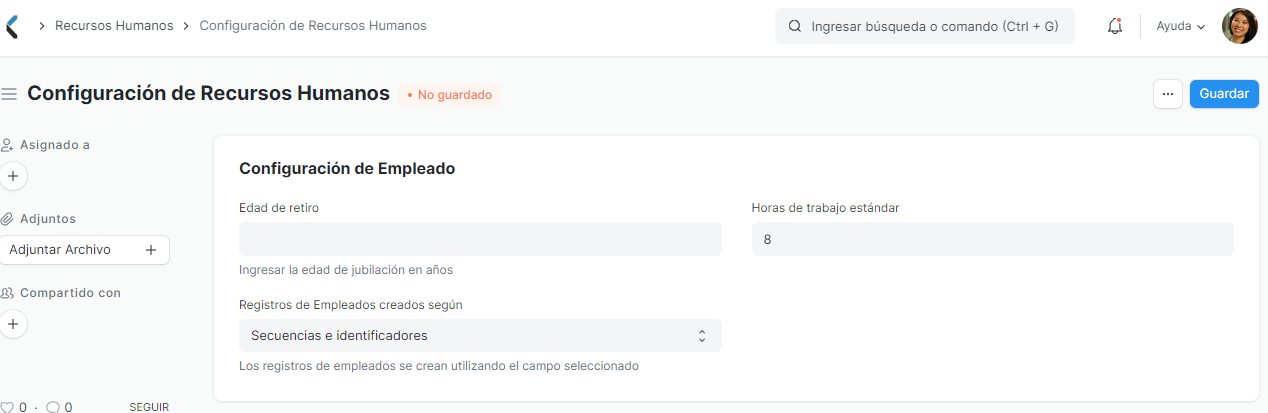 Recursos Humanos
Configuración de Recursos Humanos
Ingresar búsqueda o comando (Ctrl + G)
Ayuda
Configuración de Recursos Humanos
• No guardado
...
Guardar
Asignado a
+
Adjuntos
Adjuntar Archivo +
Compartido con
+
0 · 0
SEGUIR
Configuración de Empleado
Edad de retiro
Ingresar la edad de jubilación en años
Horas de trabajo estándar
8
Registros de Empleados creados según
Secuencias e identificadores
Los registros de empleados se crean utilizando el campo seleccionado